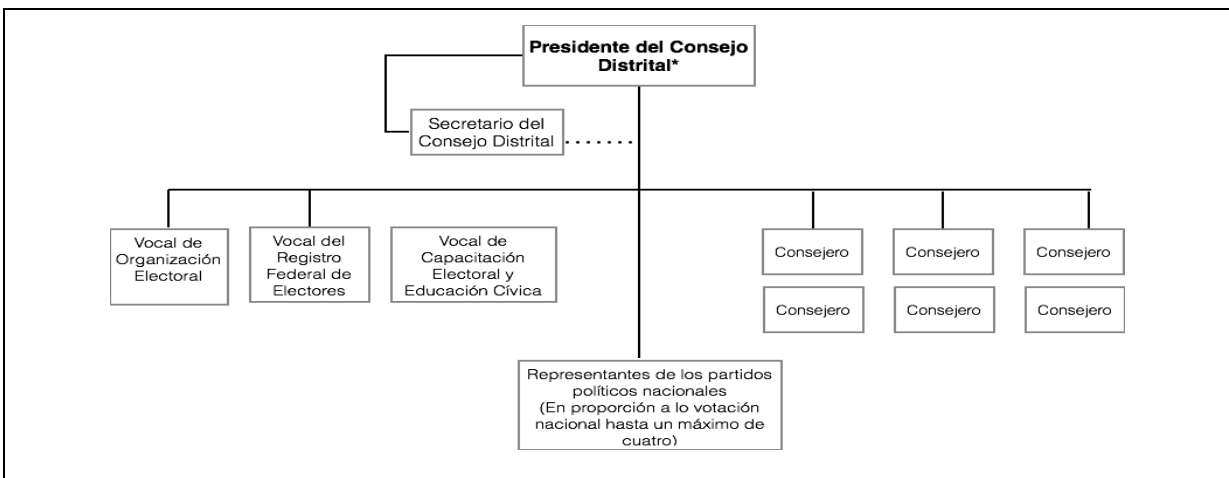 Presidente del Consejo
Distrital*
Secretario del
Consejo Distrital
Vocal de
Organización
Electoral
Vocal del
Registro
Federal de
Electores
Vocal de
Capacitación
Electoral y
Educación Cívica
Consejero
Consejero
Consejero
Consejero
Consejero
Consejero
Representantes de los partidos
políticos nacionales
(En proporción a lo votación
nacional hasta un máximo de
cuatro)